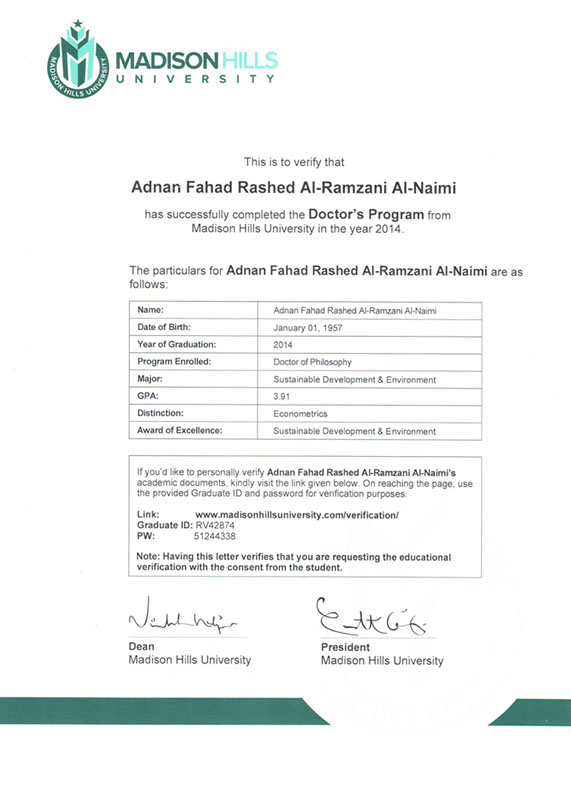 MADISON HILLS UNIVERSITY
MADISONHILLS
UNIVERSITY
This is to verify that
Adnan Fahad Rashed Al-Ramzani Al-Naimi
has successfully completed the Doctor's Program from
Madison Hills University in the year 2014.
The particulars for Adnan Fahad Rashed Al-Ramzani Al-Naimi are as
follows:
Name: Adnan Fahad Rashed Al-Ramzani Al-Naimi
Date of Birth: January 01, 1957
Year of Graduation: 2014
Program Enrolled: Doctor of Philosophy
Major: Sustainable Development & Environment
GPA: 3.91
Distinction: Econometrics
Award of Excellence: Sustainable Development & Environment
If you'd like to personally verify Adnan Fahad Rashed Al-Ramzani Al-Naimi's
academic documents, kindly visit the link given below. On reaching the page, use
the provided Graduate ID and password for verification purposes.
Link: www.madisonhillsuniversity.com/verification/
Graduate ID: RV42874
PW: 51244338
Note: Having this letter verifies that you are requesting the educational
verification with the consent from the student.
Dean
Madison Hills University
President
Madison Hills University